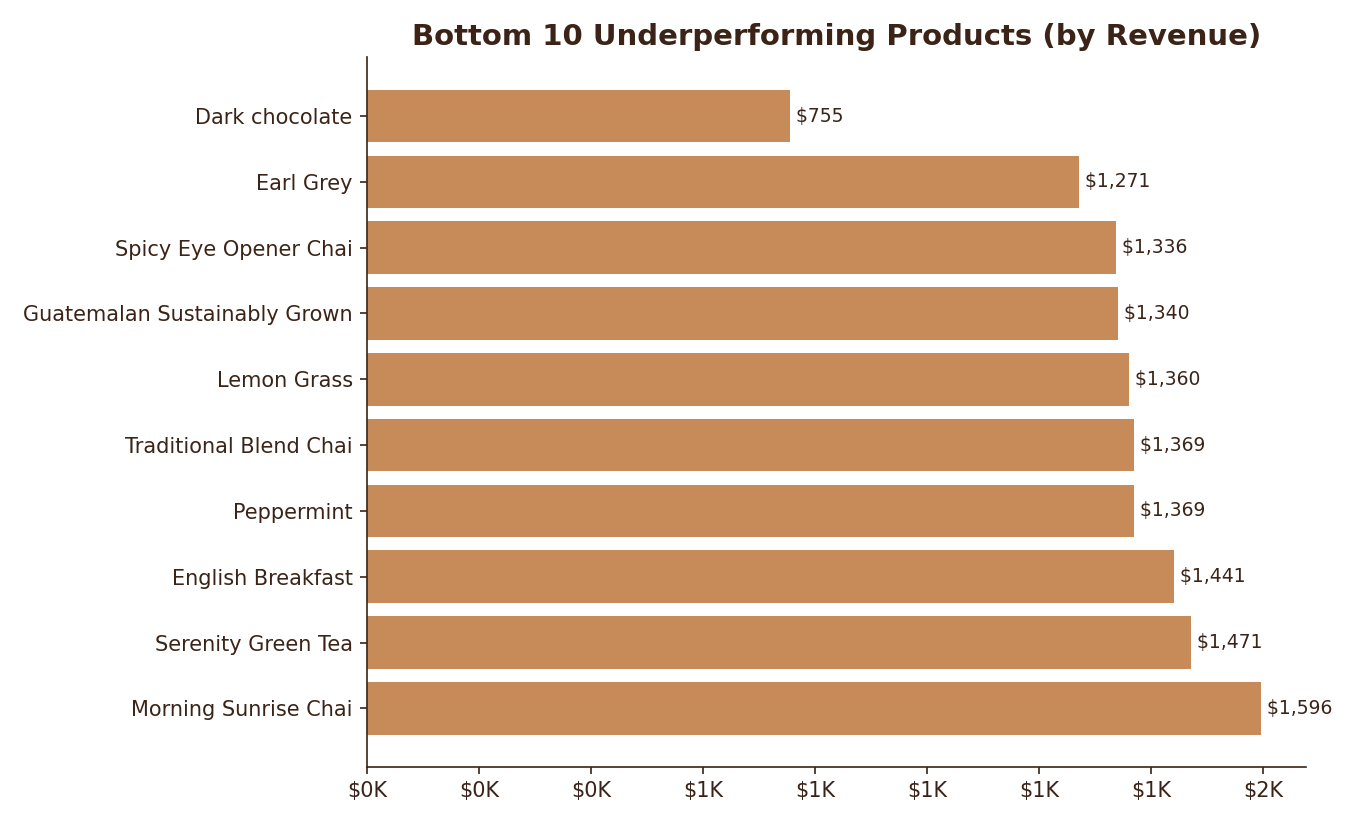 Bottom 10 Underperforming Products (by Revenue)
Dark chocolate $755
Earl Grey $1,271
Spicy Eye Opener Chai $1,336
Guatemalan Sustainably Grown $1,340
Lemon Grass $1,360
Traditional Blend Chai $1,369
Peppermint $1,369
English Breakfast $1,441
Serenity Green Tea $1,471
Morning Sunrise Chai $1,596
$0K $0K $0K $1K $1K $1K $1K $1K $2K